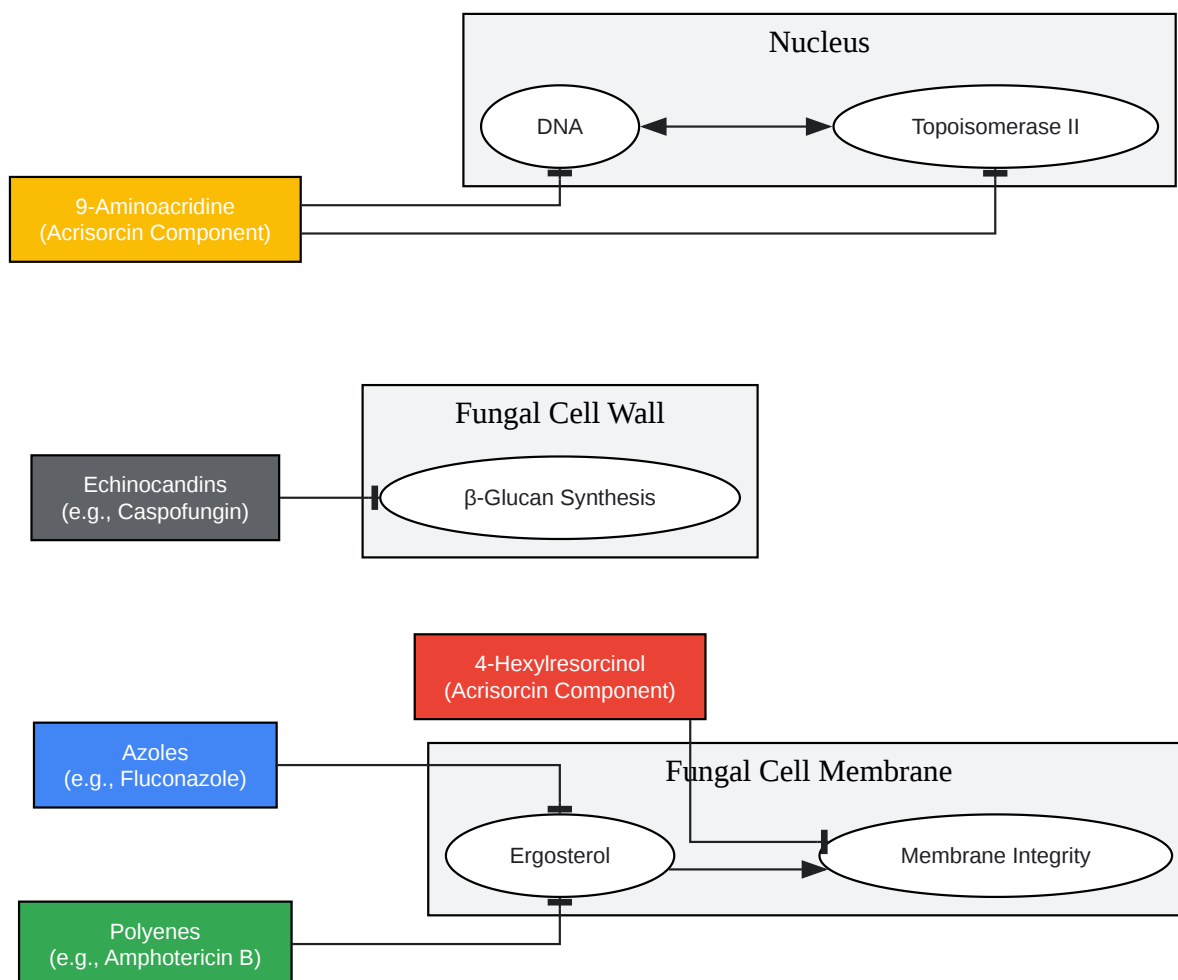 Nucleus
DNA
Topoisomerase II
9-Aminoacridine
(Acrisorcin Component)
Fungal Cell Wall
Echinocandins
(e.g., Caspofungin)
β-Glucan Synthesis
4-Hexylresorcinol
(Acrisorcin Component)
Azoles
(e.g., Fluconazole)
Fungal Cell Membrane
Ergosterol
Membrane Integrity
Polyenes
(e.g., Amphotericin B)